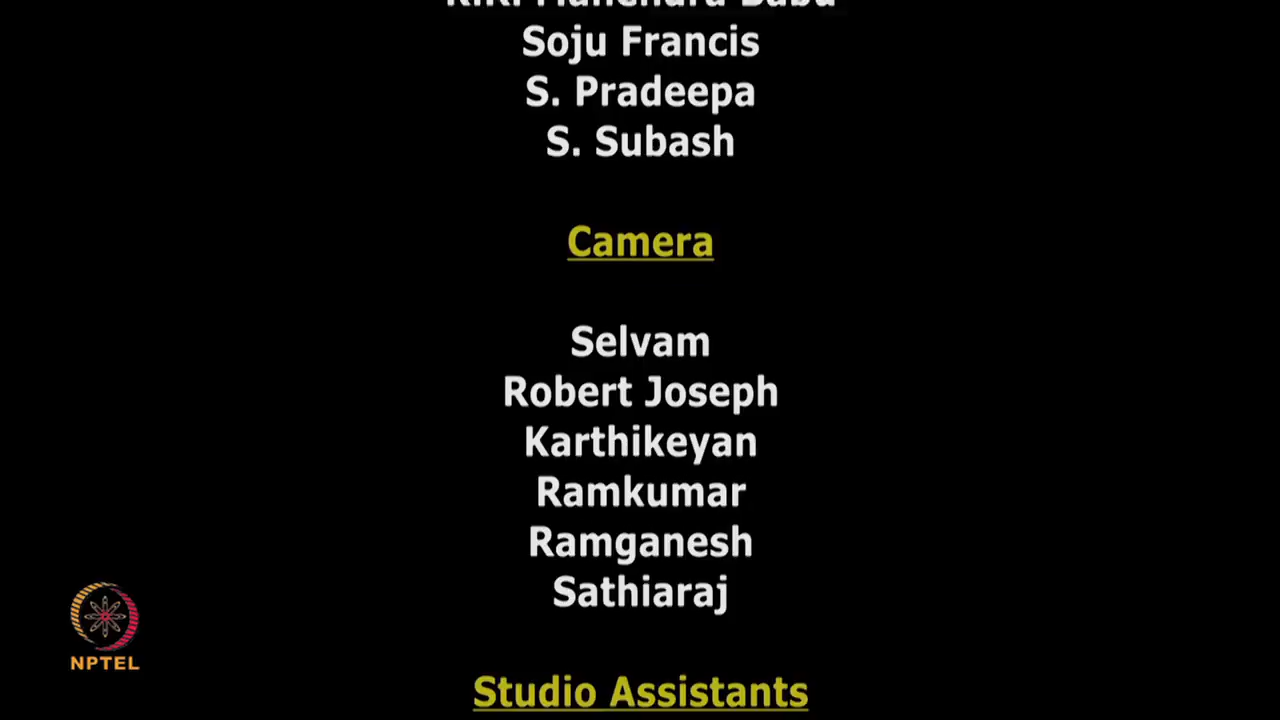 Soju Francis
S. Pradeepa
S. Subash
Camera
Selvam
Robert Joseph
Karthikeyan
Ramkumar
Ramganesh
Sathiaraj
NPTEL
Studio Assistants